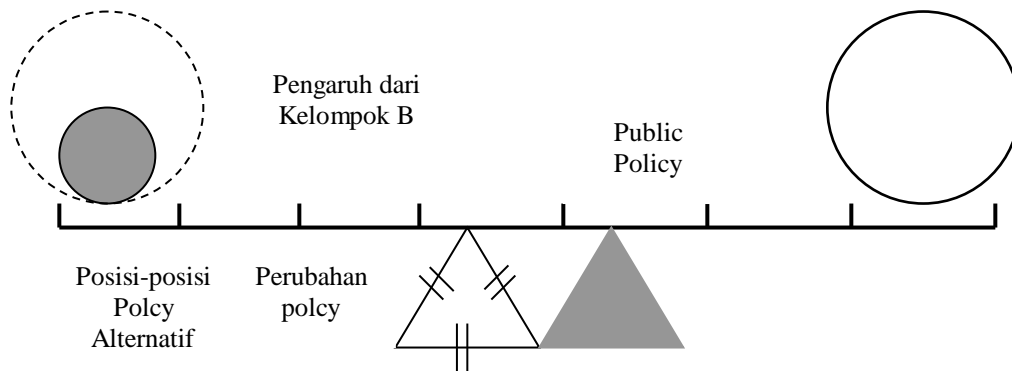 Pengaruh dari
Kelompok B
Public
Policy
Posisi-posisi
Polcy
Alternatif
Perubahan
polcy